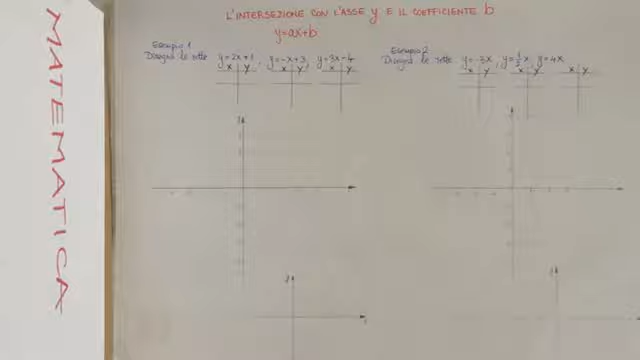 MATEMATICA
L'INTERSEZIONE CON L'ASSE y E IL COEFFICIENTE b
y=ax+b
Esempio 1
Disegna le rette y=2x+1, y=-x+3, y=3x-4
x y x y x y
Esempio 2
Disegna le rette y=-3x, y=1/2x, y=4x
x y x y x y
y
x